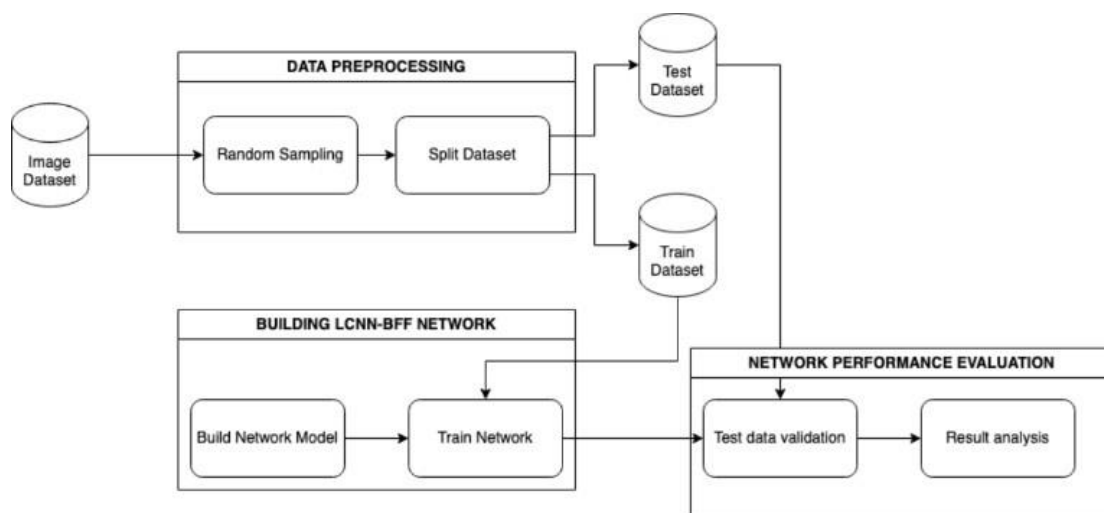 DATA PREPROCESSING
Test
Dataset
Image
Dataset
Random Sampling
Split Dataset
Train
Dataset
BUILDING LCNN-BFF NETWORK
NETWORK PERFORMANCE EVALUATION
Build Network Model
Train Network
Test data validation
Result analysis